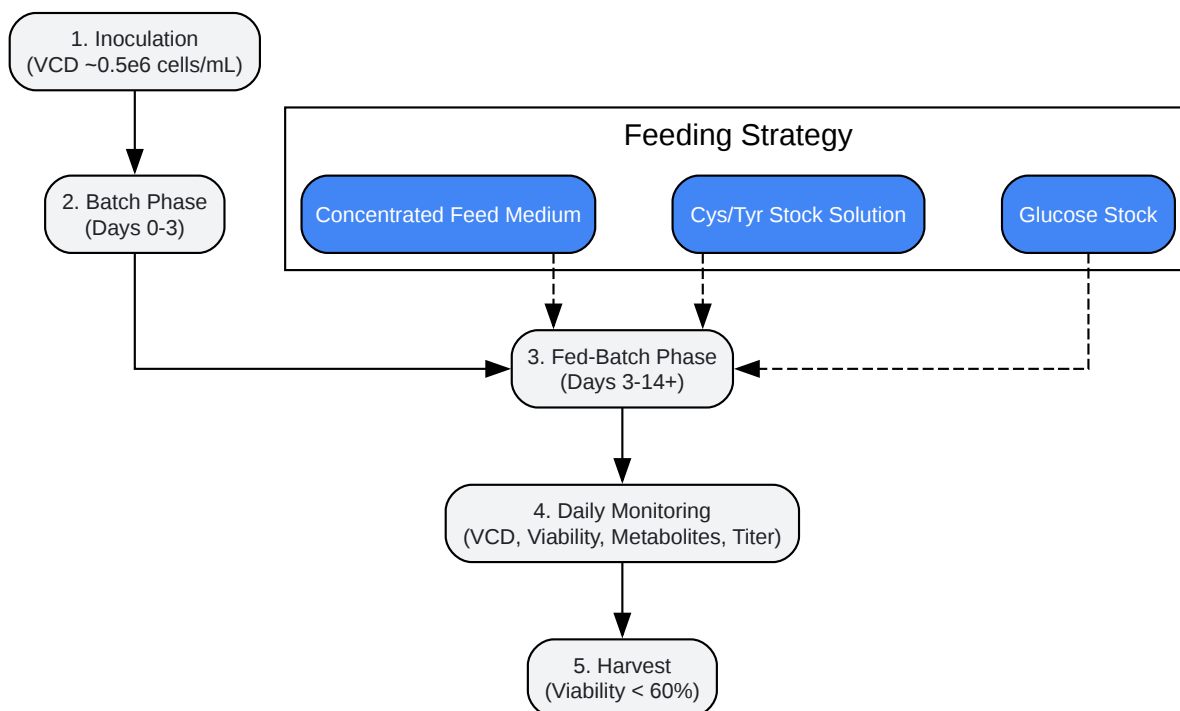 1. Inoculation
(VCD ~0.5e6 cells/mL)
Feeding Strategy
2. Batch Phase
(Days 0-3)
Concentrated Feed Medium
Cys/Tyr Stock Solution
Glucose Stock
3. Fed-Batch Phase
(Days 3-14+)
4. Daily Monitoring
(VCD, Viability, Metabolites, Titer)
5. Harvest
(Viability < 60%)